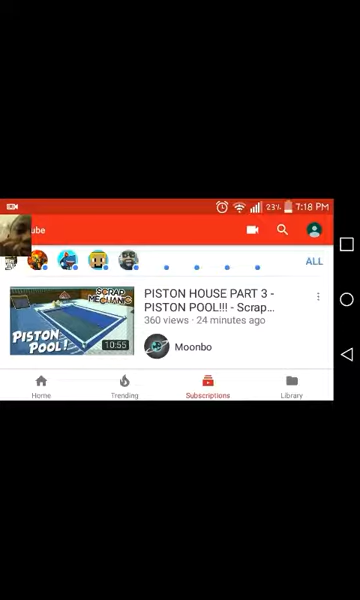 23% 7:18 PM
ube
ALL
SCRAP
MECHANIC
PISTON
POOL!
10:55
PISTON HOUSE PART 3 -
PISTON POOL!!! - Scrap...
360 views · 24 minutes ago
Moonbo
Home Trending Subscriptions Library